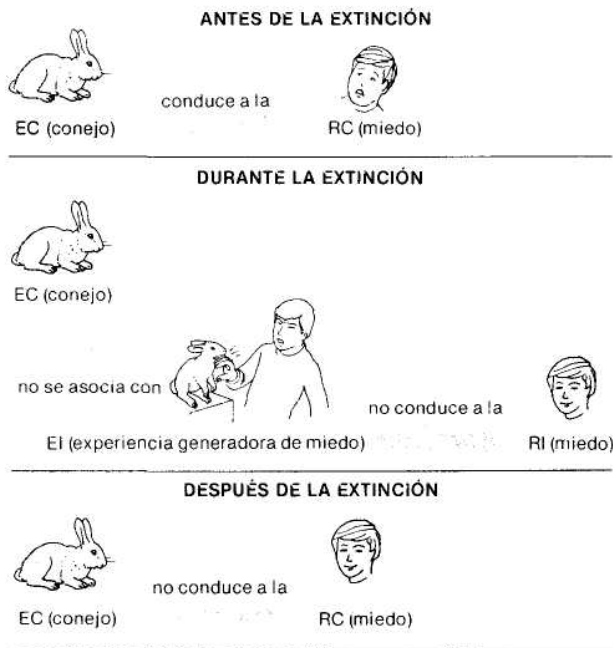 ANTES DE LA EXTINCIÓN
conduce a la
EC (conejo) RC (miedo)
DURANTE LA EXTINCIÓN
EC (conejo)
no se asocia con
no conduce a la
EI (experiencia generadora de miedo) RI (miedo)
DESPUÉS DE LA EXTINCIÓN
no conduce a la
EC (conejo) RC (miedo)